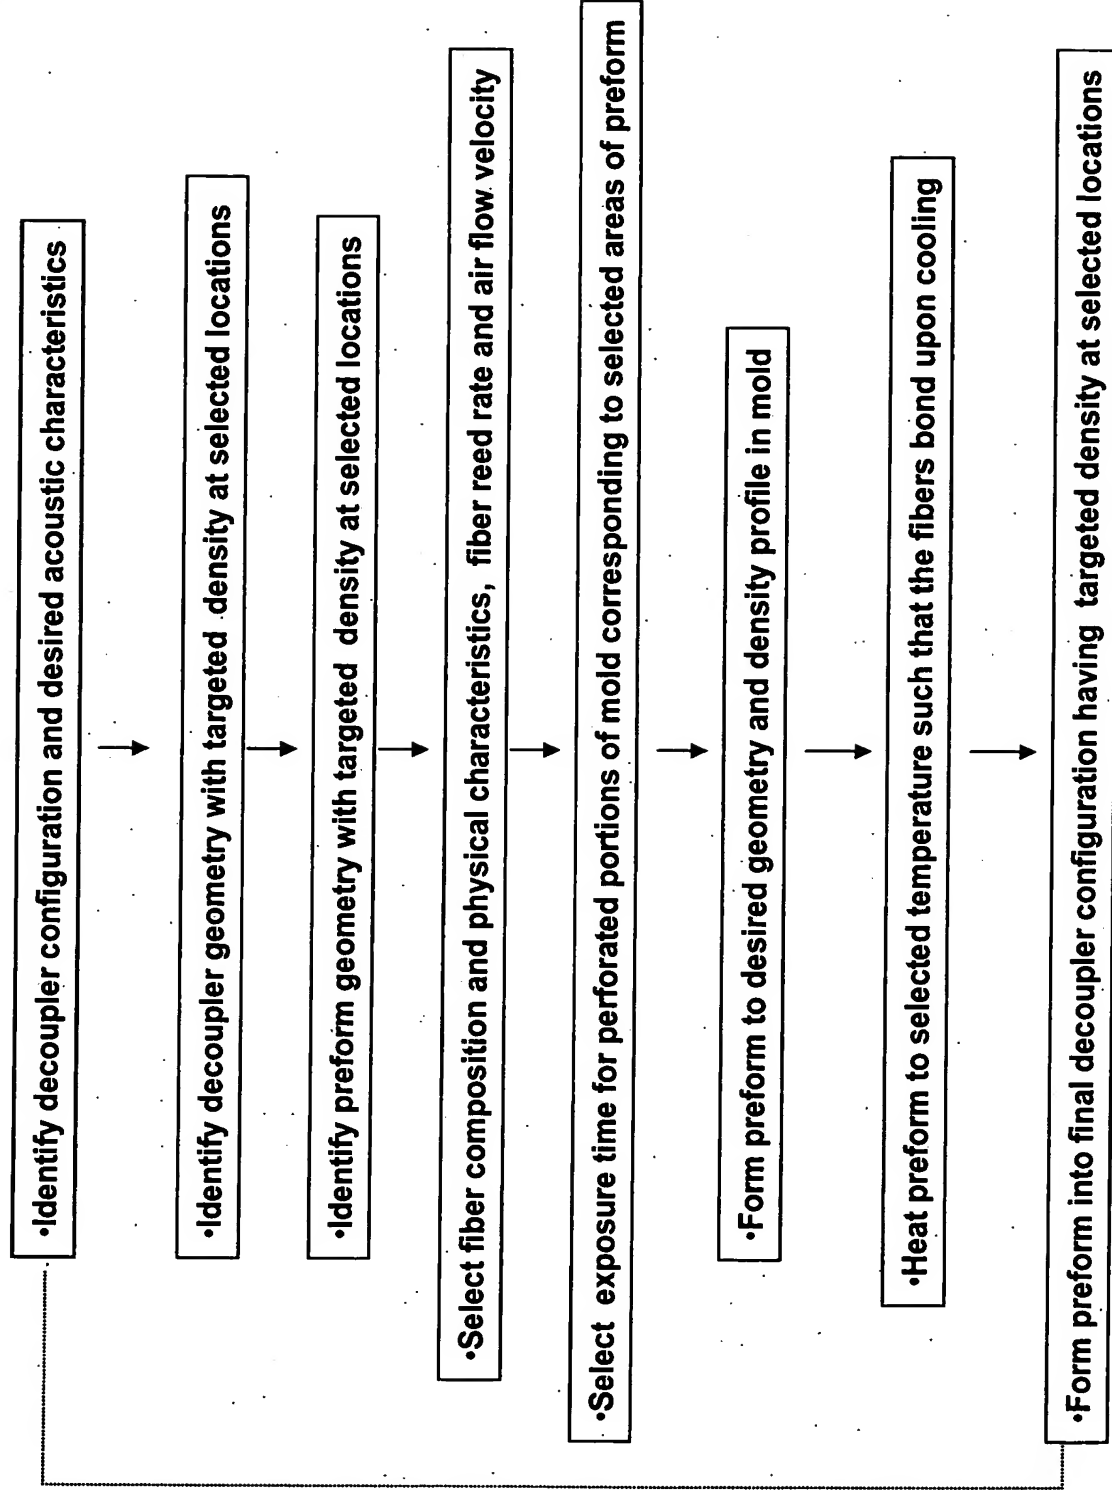 •Identify decoupler configuration and desired acoustic characteristics
•Identify decoupler geometry with targeted density at selected locations
•Identify preform geometry with targeted density at selected locations
•Select fiber composition and physical characteristics, fiber reed rate and air flow velocity
•Select exposure time for perforated portions of mold corresponding to selected areas of preform
•Form preform to desired geometry and density profile in mold
•Heat preform to selected temperature such that the fibers bond upon cooling
•Form preform into final decoupler configuration having targeted density at selected locations